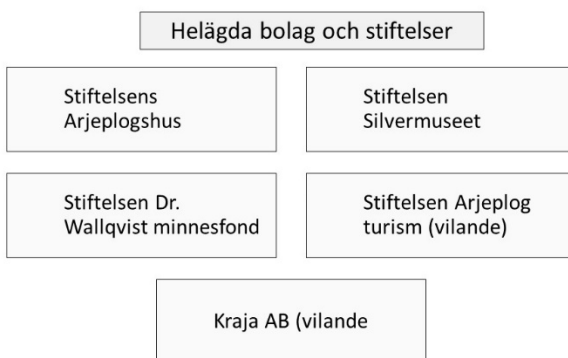 Helägda bolag och stiftelser
Stiftelsens
Arjeplogshus
Stiftelsen
Silvermuseet
Stiftelsen Dr.
Wallqvist minnesfond
Stiftelsen Arjeplog
turism (vilande)
Kraja AB (vilande